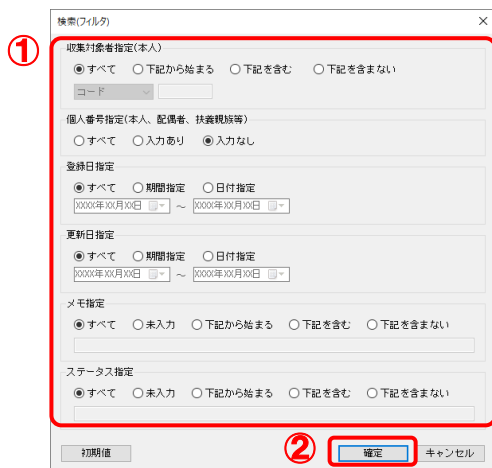 検索(フィルタ)
×
①
収集対象者指定(本人)
すべて 下記から始まる 下記を含む 下記を含まない
コード
個人番号指定(本人、配偶者、扶養親族等)
すべて 入力あり 入力なし
登録日指定
すべて 期間指定 日付指定
XXXX年XX月XX日 ～ XXXX年XX月XX日
更新日指定
すべて 期間指定 日付指定
XXXX年XX月XX日 ～ XXXX年XX月XX日
メモ指定
すべて 未入力 下記から始まる 下記を含む 下記を含まない
ステータス指定
すべて 未入力 下記から始まる 下記を含む 下記を含まない
初期値 ② 確定 キャンセル